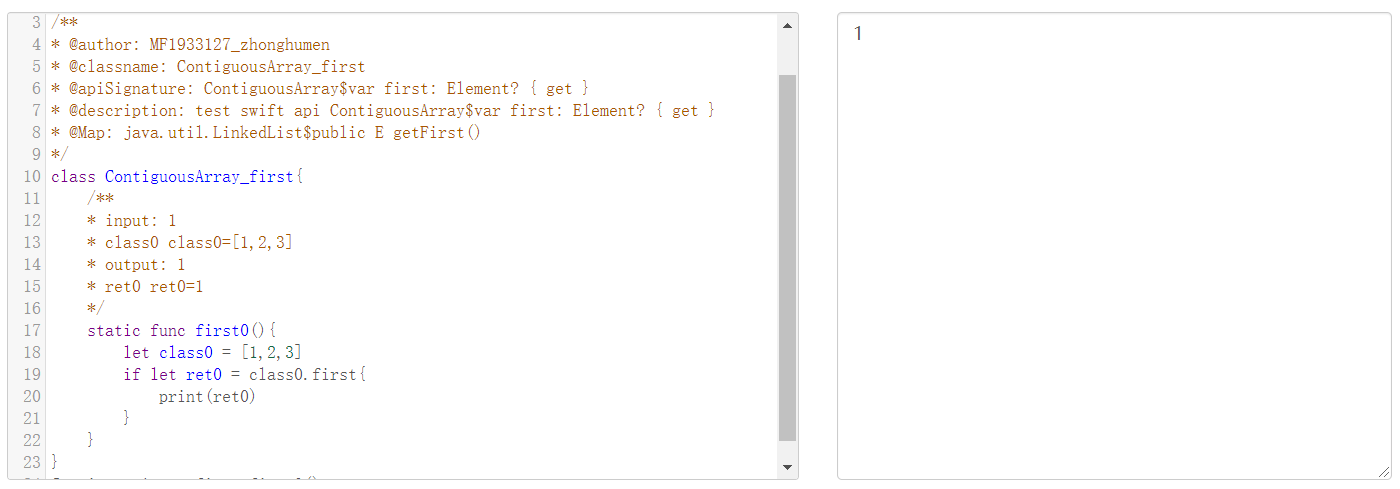 3 /**
4 * @author: MF1933127_zhonghumen
5 * @classname: ContiguousArray_first
6 * @apiSignature: ContiguousArray$var first: Element? { get }
7 * @description: test swift api ContiguousArray$var first: Element? { get }
8 * @Map: java.util.LinkedList$public E getFirst()
9 */
10 class ContiguousArray_first{
11     /**
12     * input: 1
13     * class0 class0=[1,2,3]
14     * output: 1
15     * ret0 ret0=1
16     */
17     static func first0(){
18         let class0 = [1,2,3]
19         if let ret0 = class0.first{
20             print(ret0)
21         }
22     }
23 }
1